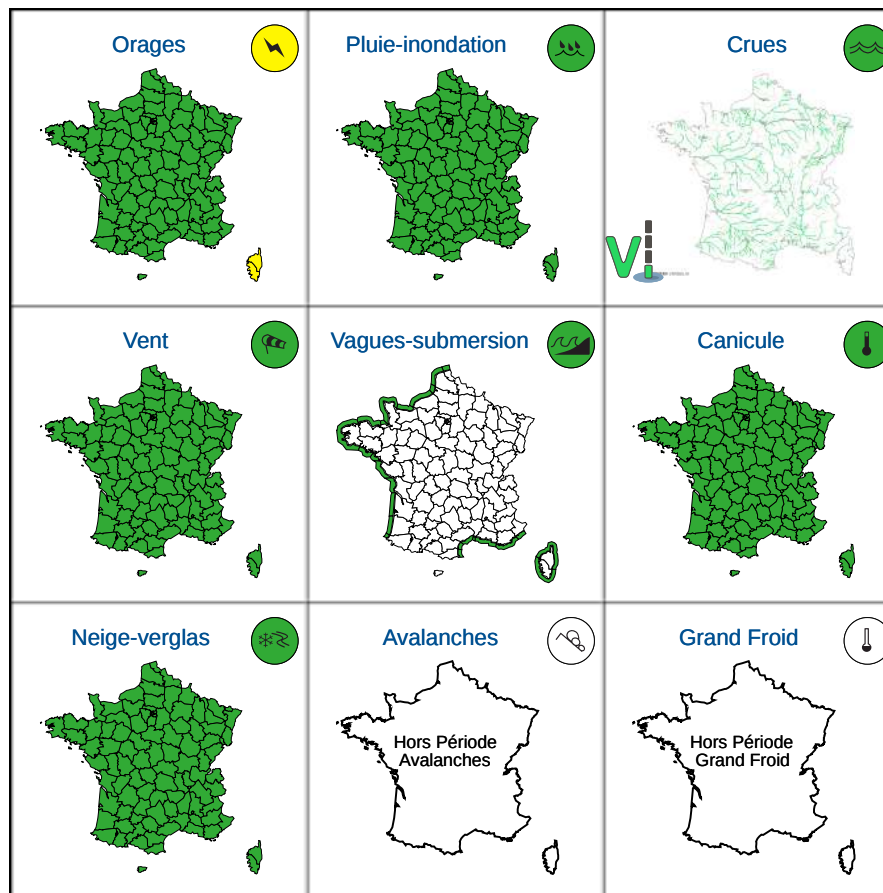 Orages
Pluie-inondation
Crues
Vi
Vent
Vagues-submersion
Canicule
Neige-verglas
Avalanches
Grand Froid
Hors Période
Avalanches
Hors Période
Grand Froid